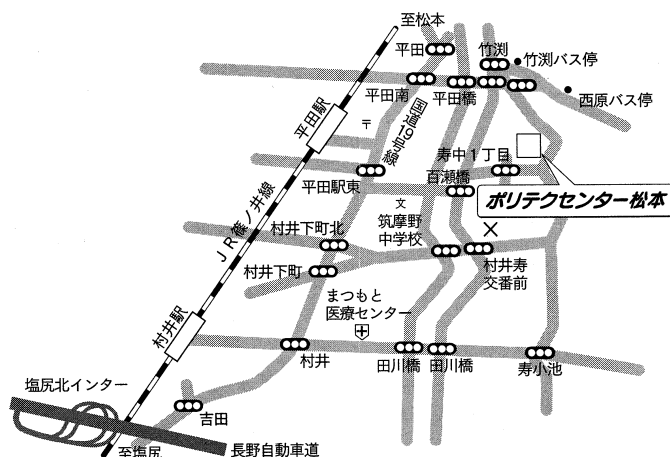 至松本
平田
竹渕
竹渕バス停
平田南
平田橋
西原バス停
平田駅
〒
国道19号線
寿中1丁目
平田駅東
百瀬橋
ポリテクセンター松本
文
筑摩野
中学校
JR篠ノ井線
村井下町北
村井下町
村井寿
交番前
まつもと
医療センター
村井駅
村井
田川橋
田川橋
寿小池
塩尻北インター
吉田
至塩尻
長野自動車道